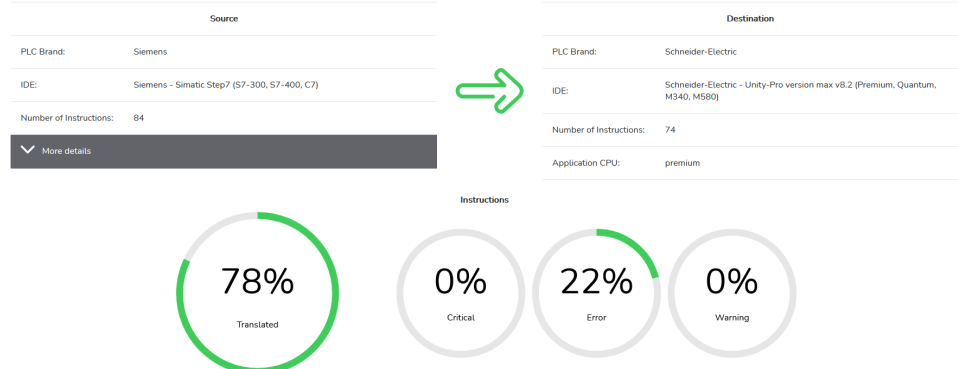 Source
PLC Brand: Siemens
IDE: Siemens - Simatic Step7 (S7-300, S7-400, C7)
Number of Instructions: 84
More details
Destination
PLC Brand: Schneider-Electric
IDE: Schneider-Electric - Unity-Pro version max v8.2 (Premium, Quantum,
M340, M580)
Number of Instructions: 74
Application CPU: premium
Instructions
78%
Translated
0%
Critical
22%
Error
0%
Warning